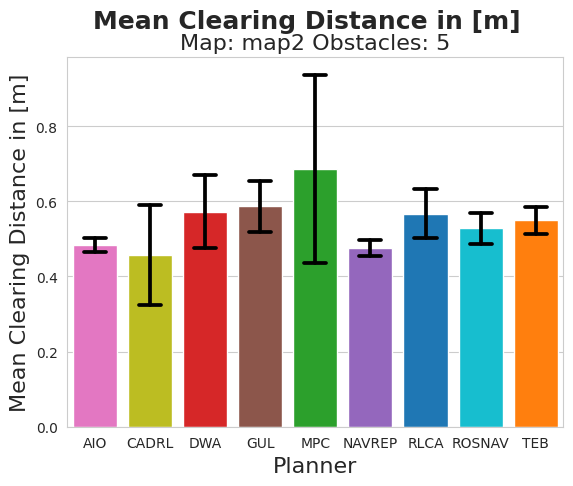 Mean Clearing Distance in [m]
Map: map2 Obstacles: 5
Mean Clearing Distance in [m]
0.8
0.6
0.4
0.2
0.0
AIO CADRL DWA GUL MPC NAVREP RLCA ROSNAV TEB
Planner